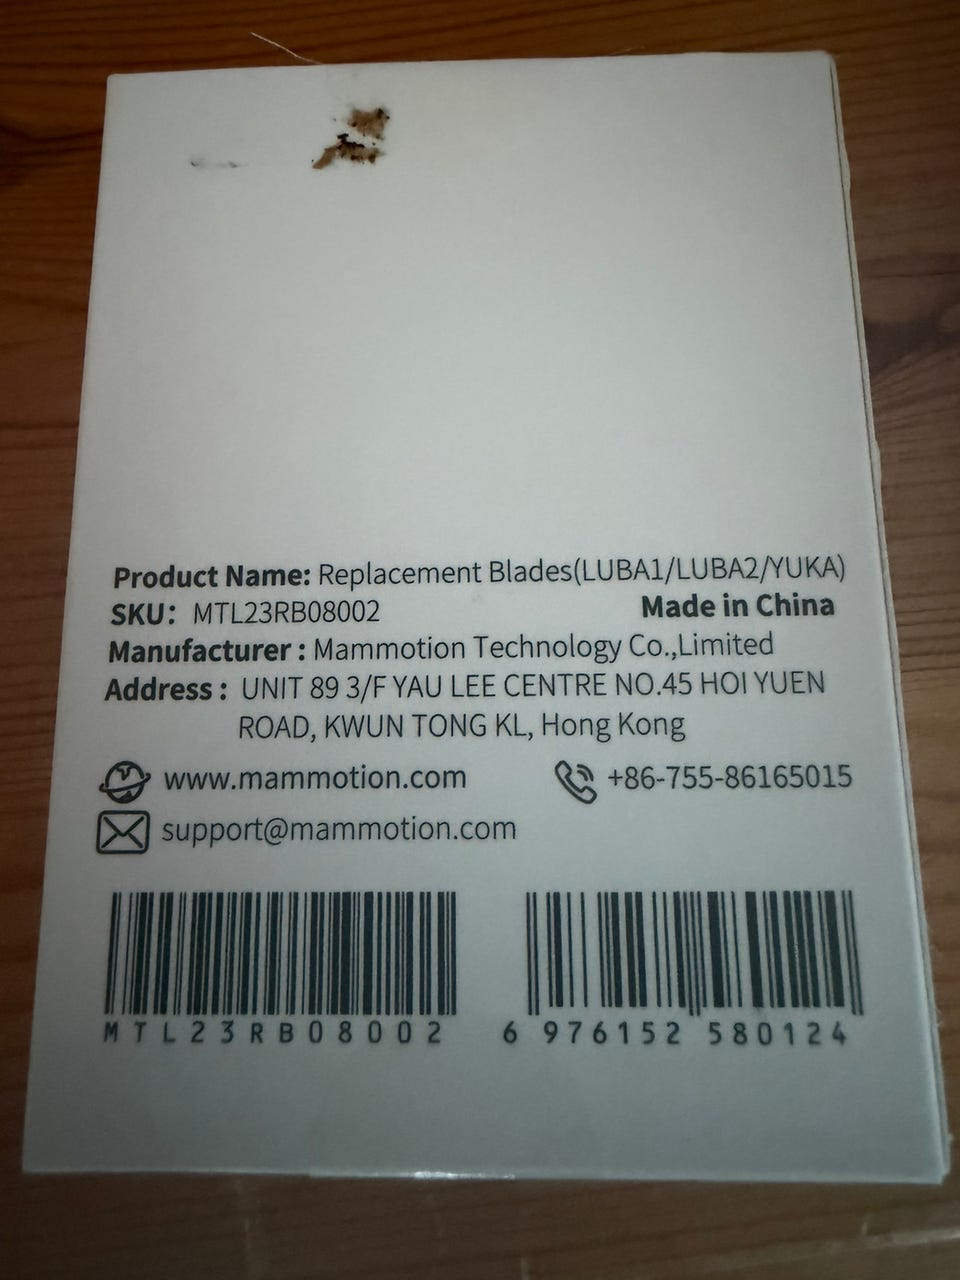 Product Name: Replacement Blades(LUBA1/LUBA2/YUKA)
SKU: MTL23RB08002 Made in China
Manufacturer : Mammotion Technology Co.,Limited
Address : UNIT 89 3/F YAU LEE CENTRE NO.45 HOI YUEN
ROAD, KWUN TONG KL, Hong Kong
www.mammotion.com +86-755-86165015
support@mammotion.com
MTL23RB08002 6 976152 580124